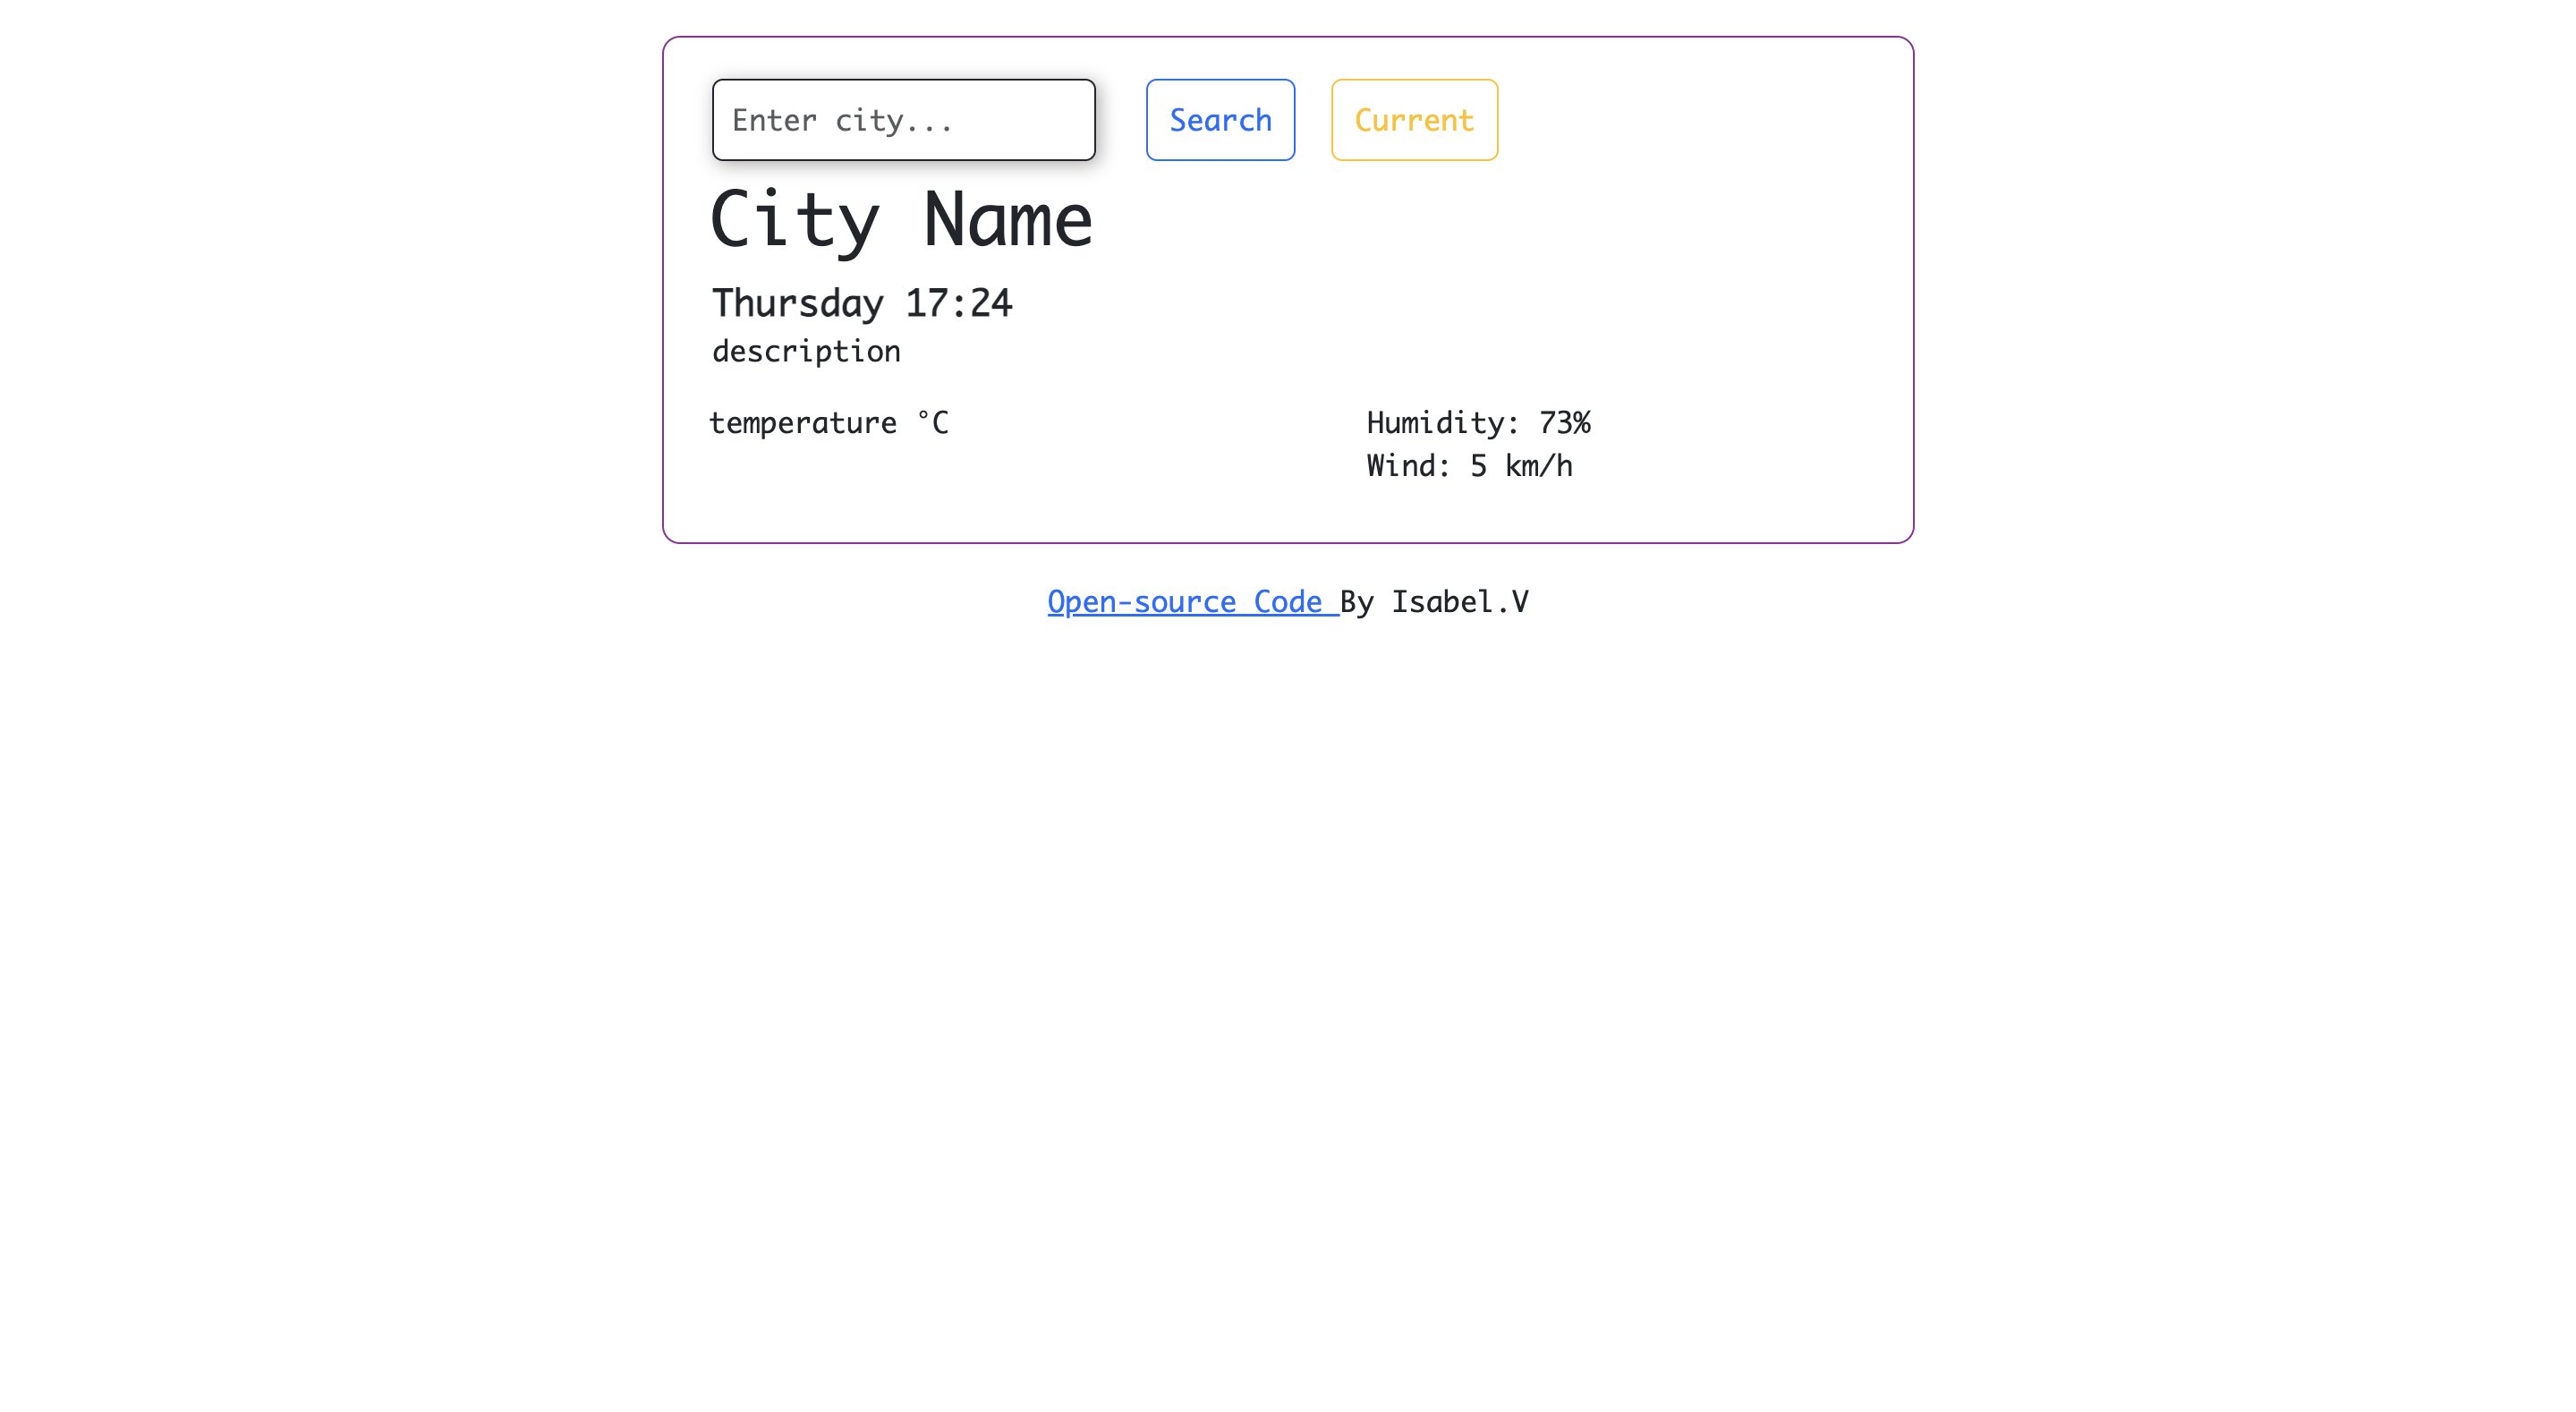 Enter city...
Search
Current
City Name
Thursday 17:24
description
temperature °C
Humidity: 73%
Wind: 5 km/h
Open-source Code By Isabel.V